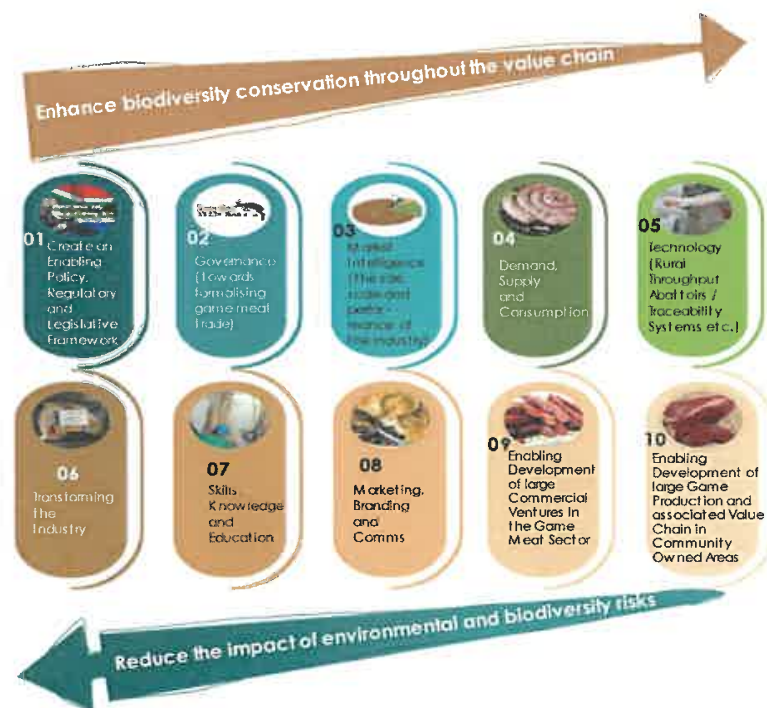 Enhance biodiversity conservation throughout the value chain
01
Create an
Enabling
Policy,
Regulatory
and
Legislative
Framework
02
Governance
(Towards
formalising
game meat
trade)
03
Market
Intelligence
(The size,
scale and
perfor-
mance of
the industry)
04
Demand,
Supply
and
Consumption
05
Technology
(Rural
Throughput
Abattoirs /
Traceability
Systems etc.)
06
Transforming
the
Industry
07
Skills
Knowledge
and
Education
08
Marketing,
Branding
and
Comms
09
Enabling
Development
of large
Commercial
Ventures in
the Game
Meat Sector
10
Enabling
Development of
large Game
Production and
associated Value
Chain in
Community
Owned Areas
Reduce the impact of environmental and biodiversity risks